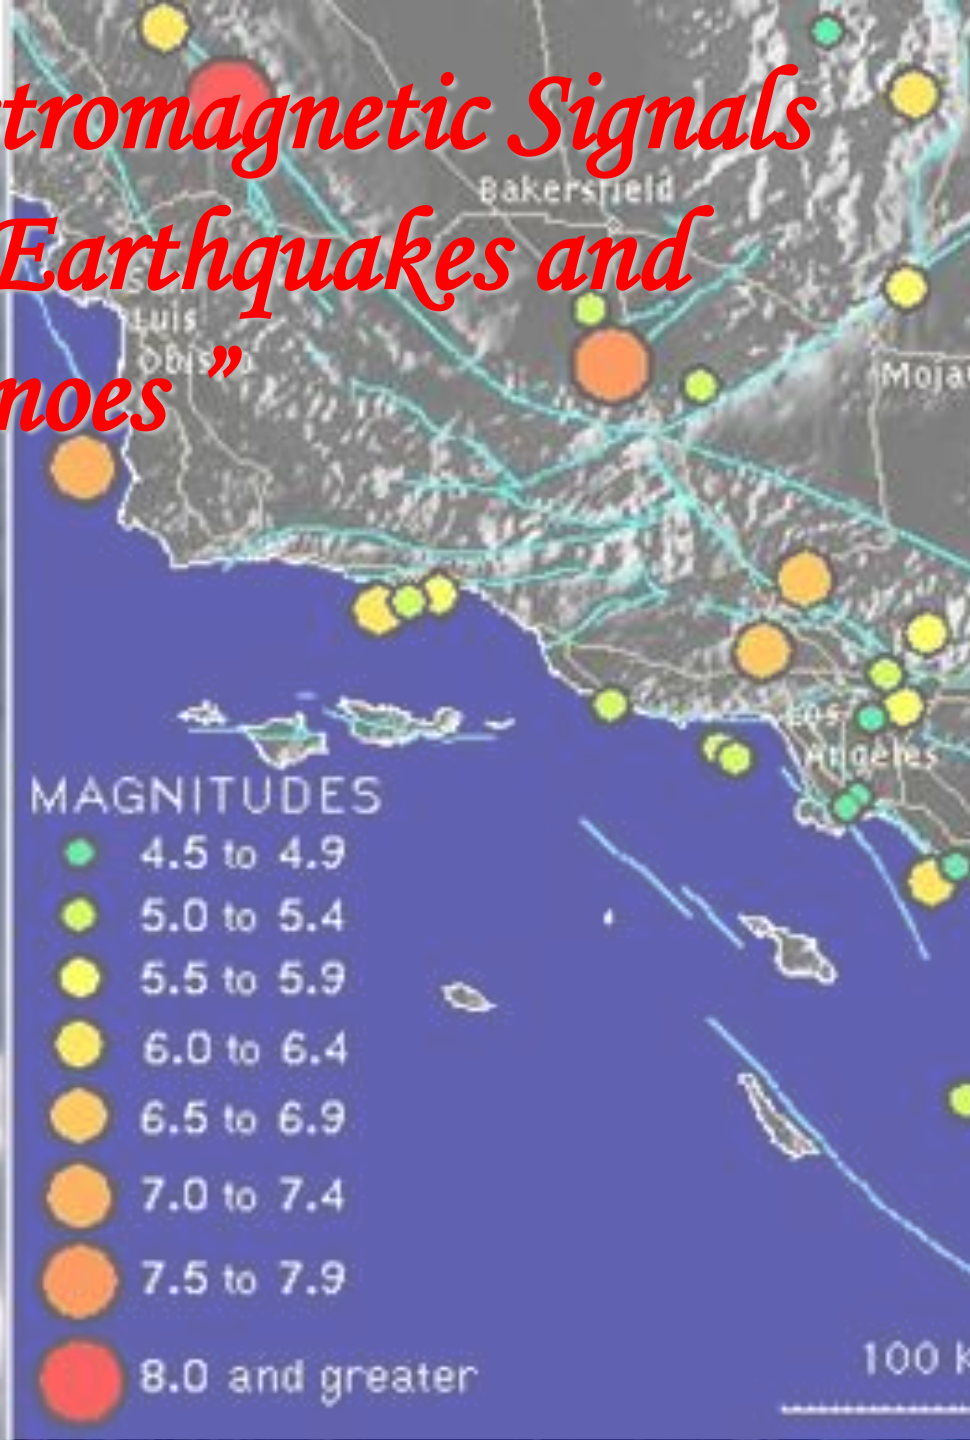 tromagnetic Signals
Bakersfield
Earthquakes and
San
Luis
Obispo
noes ”
Moja
Los
Angeles
MAGNITUDES
4.5 to 4.9
5.0 to 5.4
5.5 to 5.9
6.0 to 6.4
6.5 to 6.9
7.0 to 7.4
7.5 to 7.9
8.0 and greater
100 K